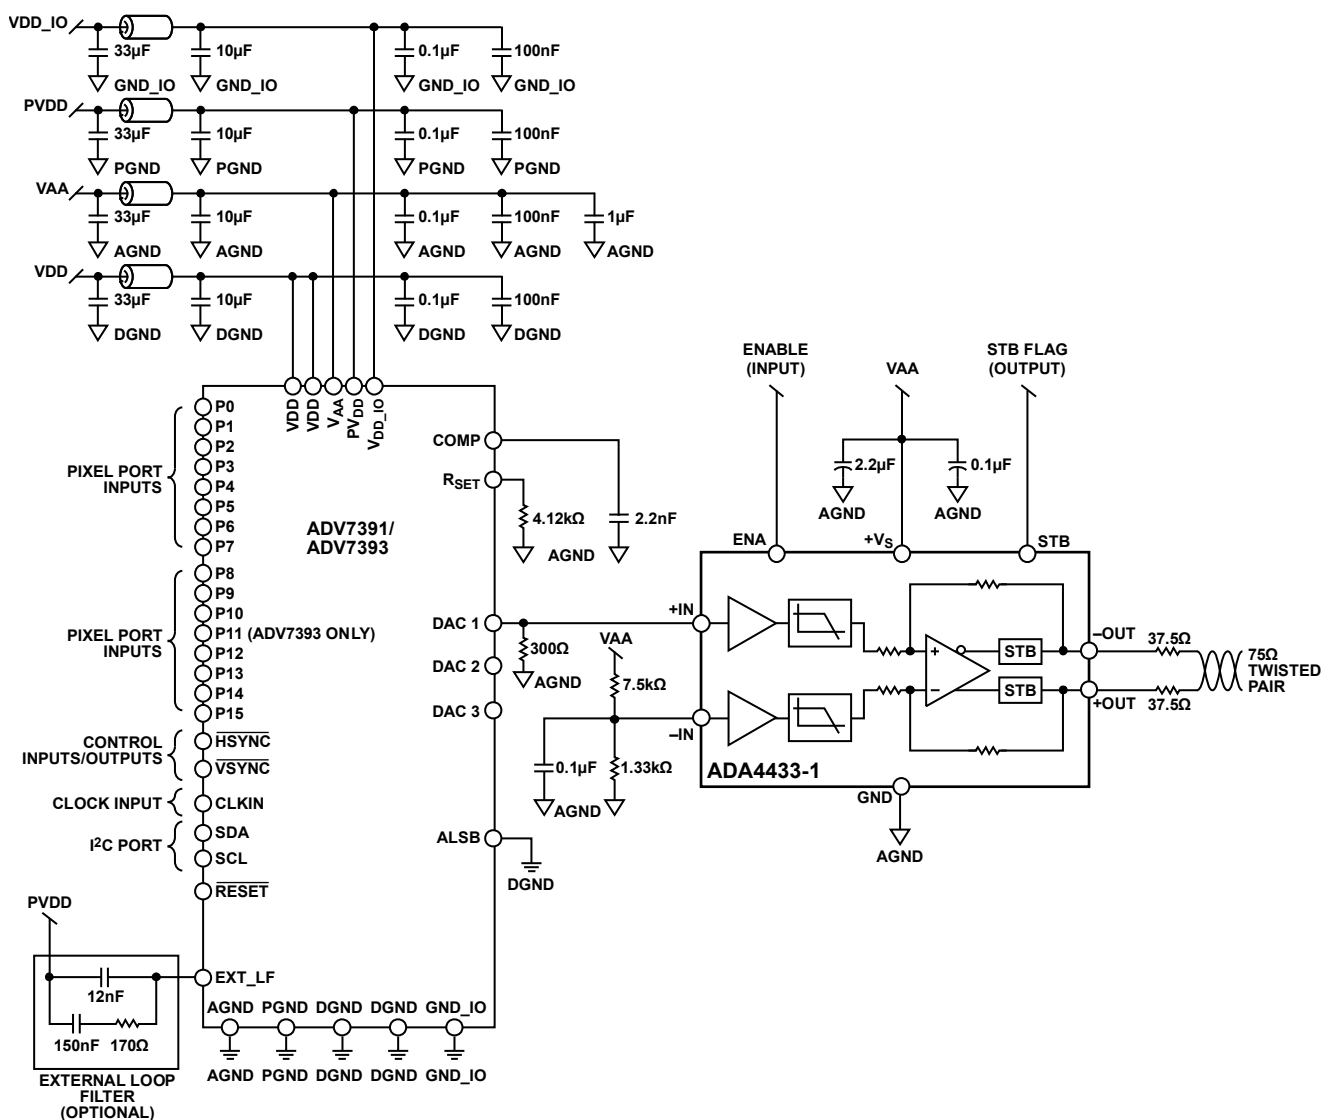 VDD_IO
33µF
10µF
0.1µF
100nF
GND_IO
GND_IO
GND_IO
GND_IO
PVDD
33µF
10µF
0.1µF
100nF
PGND
PGND
PGND
PGND
VAA
33µF
10µF
0.1µF
100nF
1µF
AGND
AGND
AGND
AGND
AGND
VDD
33µF
10µF
0.1µF
100nF
DGND
DGND
DGND
DGND
VDD
VDD
VAA
PVDD
VDD_IO
PIXEL PORT
INPUTS
P0
P1
P2
P3
P4
P5
P6
P7
PIXEL PORT
INPUTS
P8
P9
P10
P11 (ADV7393 ONLY)
P12
P13
P14
P15
CONTROL
INPUTS/OUTPUTS
HSYNC
VSYNC
CLOCK INPUT
CLKIN
I2C PORT
SDA
SCL
RESET
PVDD
EXT_LF
12nF
150nF
170Ω
EXTERNAL LOOP
FILTER
(OPTIONAL)
ADV7391/
ADV7393
COMP
RSET
4.12kΩ
2.2nF
AGND
DAC 1
DAC 2
DAC 3
300Ω
AGND
VAA
7.5kΩ
0.1µF
1.33kΩ
AGND
ALSB
DGND
AGND
PGND
DGND
DGND
GND_IO
AGND
PGND
DGND
DGND
GND_IO
ENABLE
(INPUT)
VAA
STB FLAG
(OUTPUT)
2.2µF
0.1µF
AGND
AGND
ENA
+VS
STB
+IN
–IN
+
–
STB
STB
–OUT
+OUT
37.5Ω
37.5Ω
75Ω
TWISTED
PAIR
ADA4433-1
GND
AGND